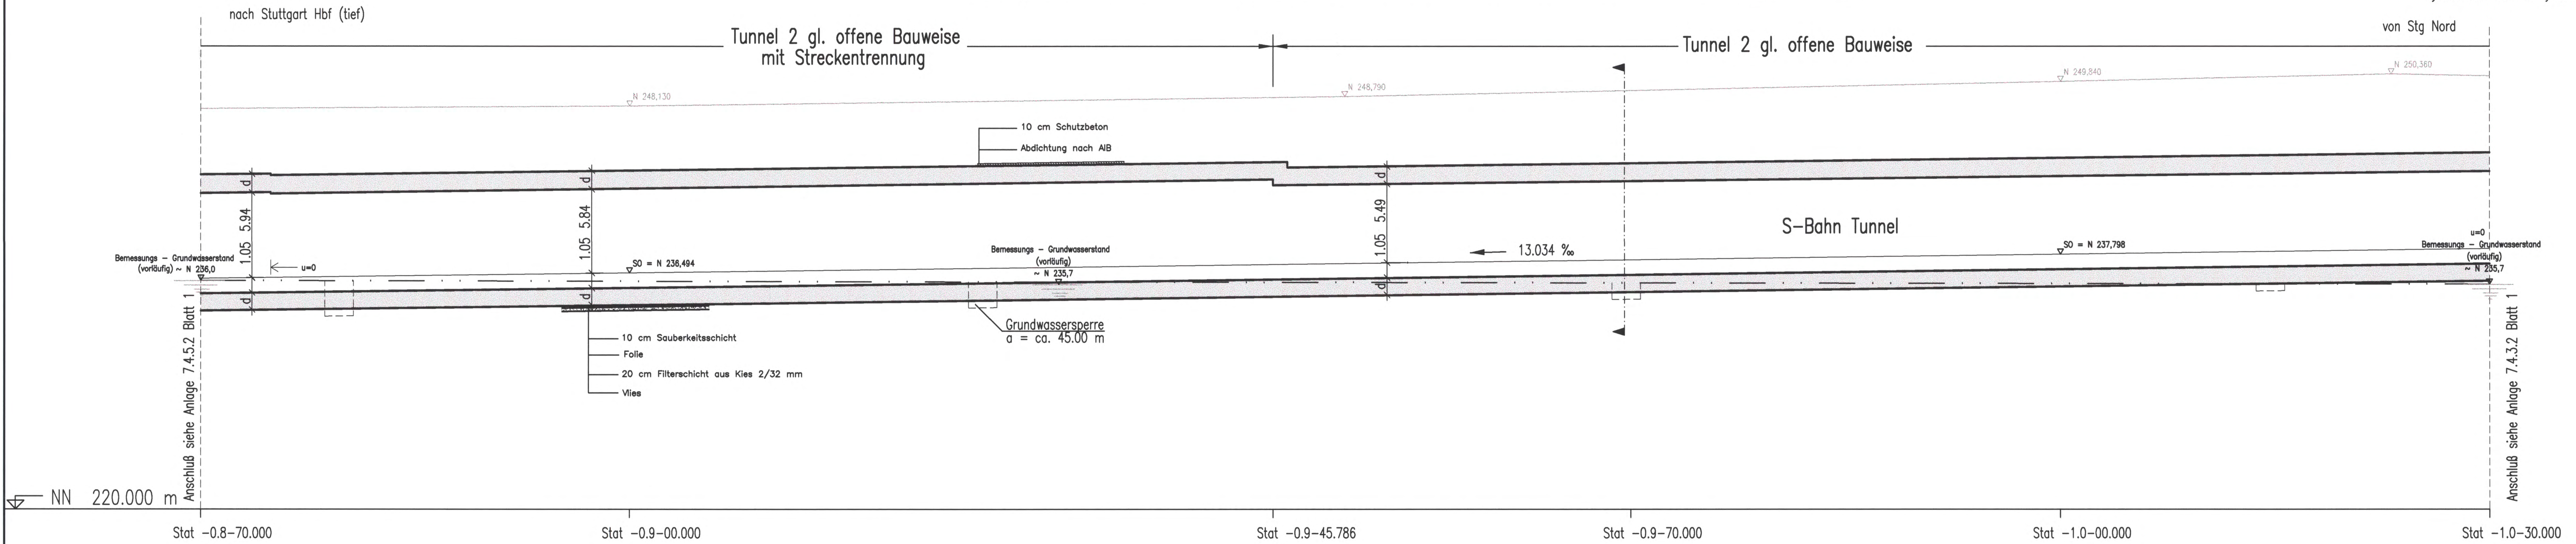 nach Stuttgart Hbf (tief)
von Stg Nord
Tunnel 2 gl. offene Bauweise
mit Streckentrennung
Tunnel 2 gl. offene Bauweise
N 248,130
N 248,790
N 249,840
N 250,360
10 cm Schutzbeton
Abdichtung nach AIB
d
d
d
1.05 5.94
1.05 5.84
1.05 5.49
S-Bahn Tunnel
Bemessungs - Grundwasserstand
(vorläufig) ~ N 236,0
u=0
SO = N 236,494
Bemessungs - Grundwasserstand
(vorläufig)
~ N 235,7
13.034 ‰
SO = N 237,798
u=0
Bemessungs - Grundwasserstand
(vorläufig)
~ N 235,7
d
d
d
Grundwassersperre
a = ca. 45.00 m
10 cm Sauberkeitsschicht
Folie
20 cm Filterschicht aus Kies 2/32 mm
Vlies
Anschluß siehe Anlage 7.4.5.2 Blatt 1
Anschluß siehe Anlage 7.4.3.2 Blatt 1
NN 220.000 m
Stat -0.8-70.000
Stat -0.9-00.000
Stat -0.9-45.786
Stat -0.9-70.000
Stat -1.0-00.000
Stat -1.0-30.000